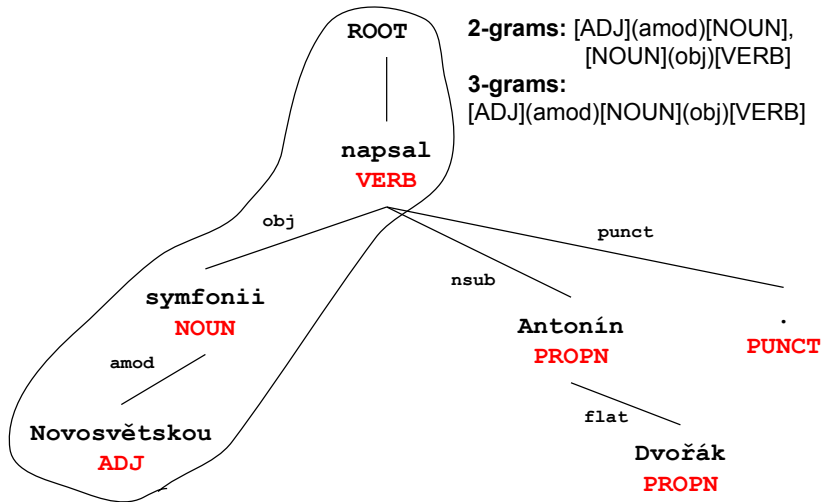 ROOT
2-grams: [ADJ](amod)[NOUN],
[NOUN](obj)[VERB]
3-grams:
[ADJ](amod)[NOUN](obj)[VERB]
napsal
VERB
obj
punct
nsub
symfonii
NOUN
Antonín
PROPN
.
PUNCT
amod
flat
Novosvětskou
ADJ
Dvořák
PROPN